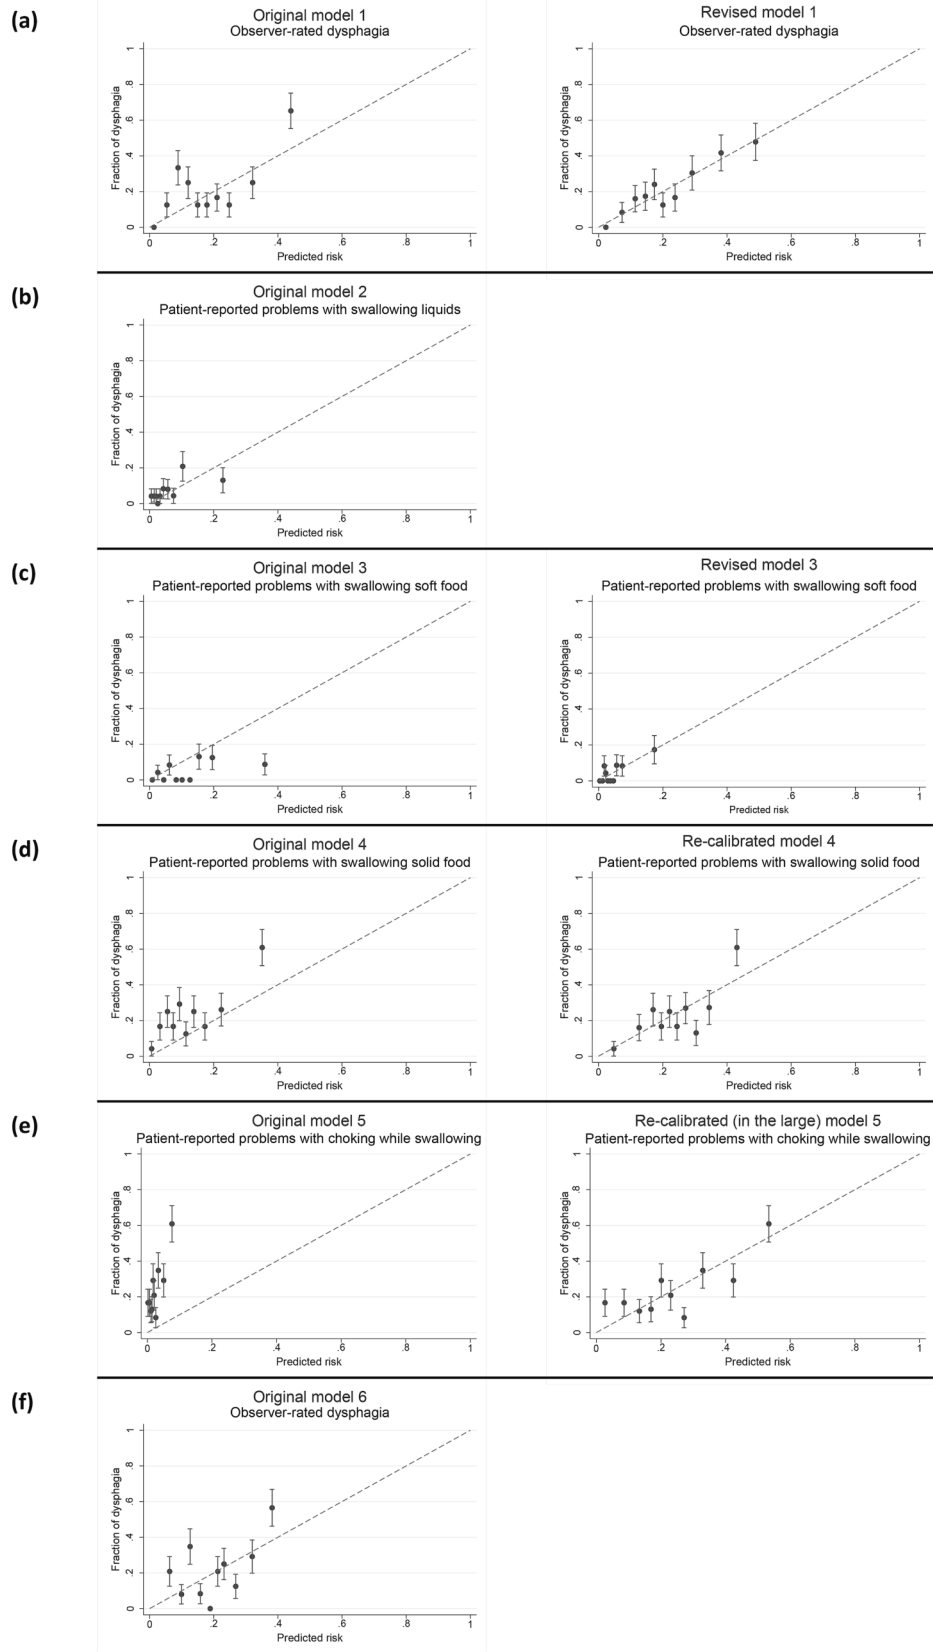 (a)
Original model 1
Observer-rated dysphagia
Fraction of dysphagia
1
.8
.6
.4
.2
0
0 .2 .4 .6 .8 1
Predicted risk
Revised model 1
Observer-rated dysphagia
Fraction of dysphagia
1
.8
.6
.4
.2
0
0 .2 .4 .6 .8 1
Predicted risk
(b)
Original model 2
Patient-reported problems with swallowing liquids
Fraction of dysphagia
1
.8
.6
.4
.2
0
0 .2 .4 .6 .8 1
Predicted risk
(c)
Original model 3
Patient-reported problems with swallowing soft food
Fraction of dysphagia
1
.8
.6
.4
.2
0
0 .2 .4 .6 .8 1
Predicted risk
Revised model 3
Patient-reported problems with swallowing soft food
Fraction of dysphagia
1
.8
.6
.4
.2
0
0 .2 .4 .6 .8 1
Predicted risk
(d)
Original model 4
Patient-reported problems with swallowing solid food
Fraction of dysphagia
1
.8
.6
.4
.2
0
0 .2 .4 .6 .8 1
Predicted risk
Re-calibrated model 4
Patient-reported problems with swallowing solid food
Fraction of dysphagia
1
.8
.6
.4
.2
0
0 .2 .4 .6 .8 1
Predicted risk
(e)
Original model 5
Patient-reported problems with choking while swallowing
Fraction of dysphagia
1
.8
.6
.4
.2
0
0 .2 .4 .6 .8 1
Predicted risk
Re-calibrated (in the large) model 5
Patient-reported problems with choking while swallowing
Fraction of dysphagia
1
.8
.6
.4
.2
0
0 .2 .4 .6 .8 1
Predicted risk
(f)
Original model 6
Observer-rated dysphagia
Fraction of dysphagia
1
.8
.6
.4
.2
0
0 .2 .4 .6 .8 1
Predicted risk